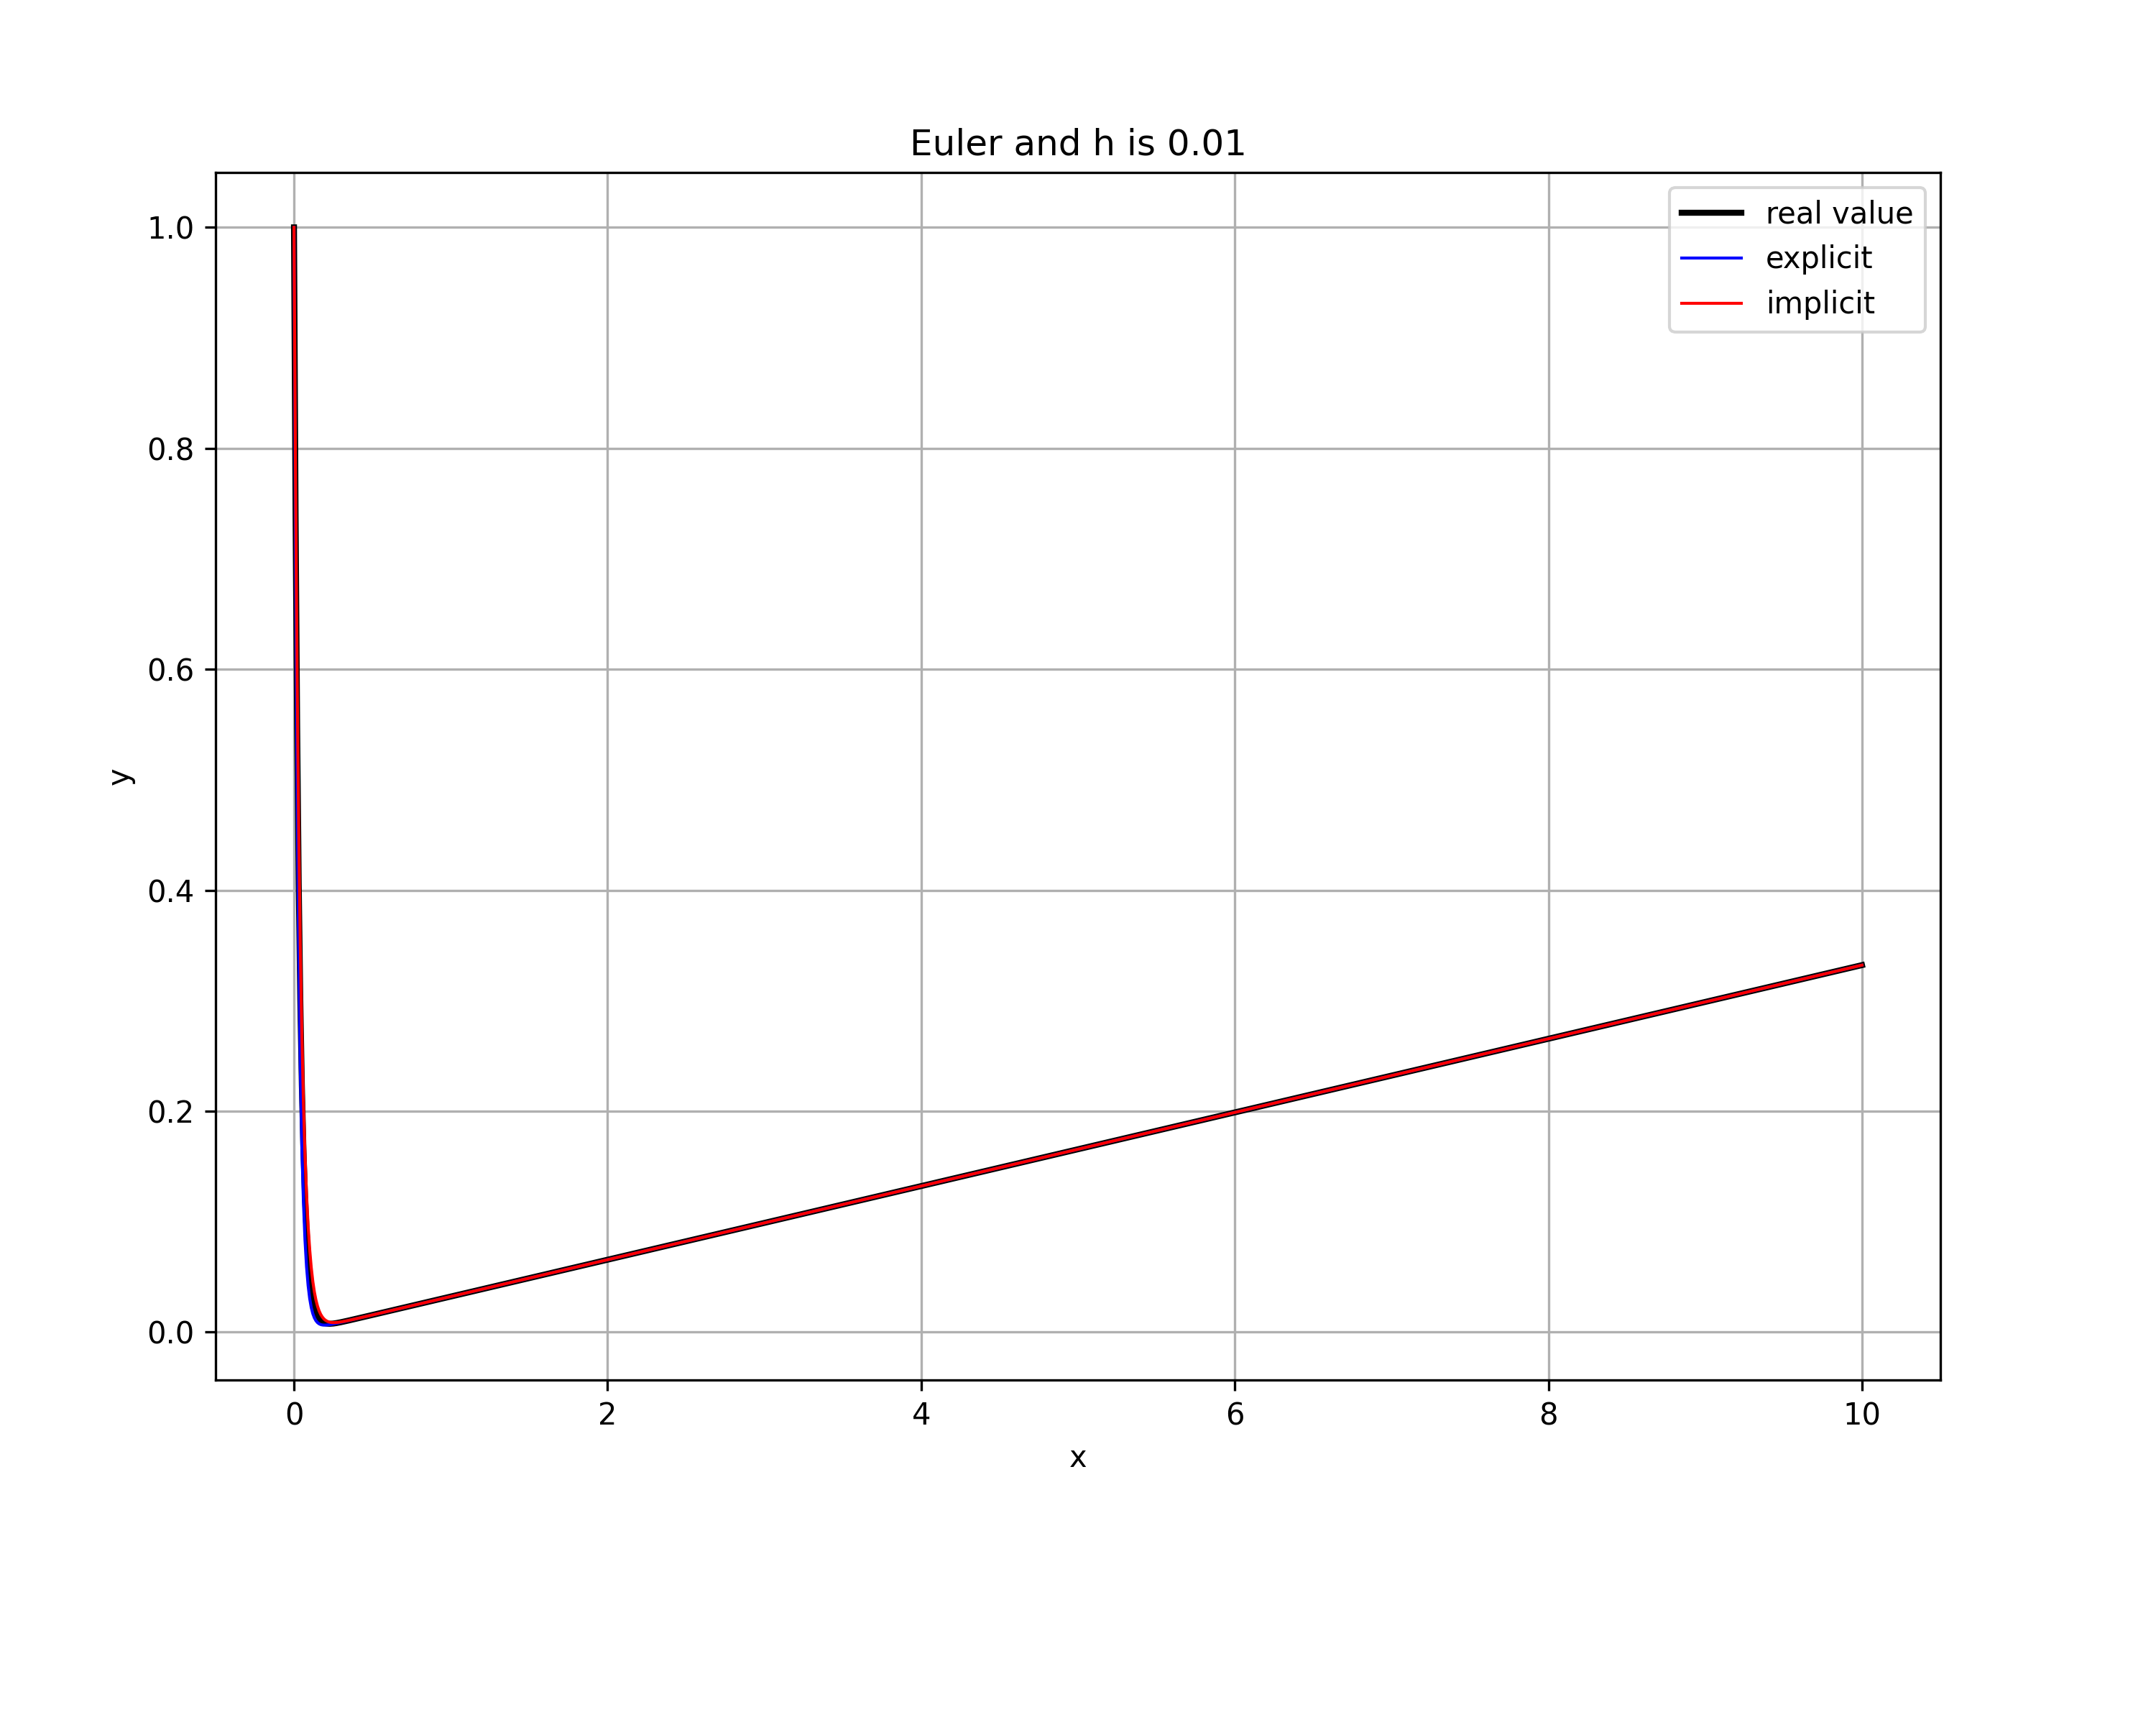 Euler and h is 0.01
real value
explicit
implicit
1.0
0.8
0.6
0.4
0.2
0.0
y
0 2 4 6 8 10
x